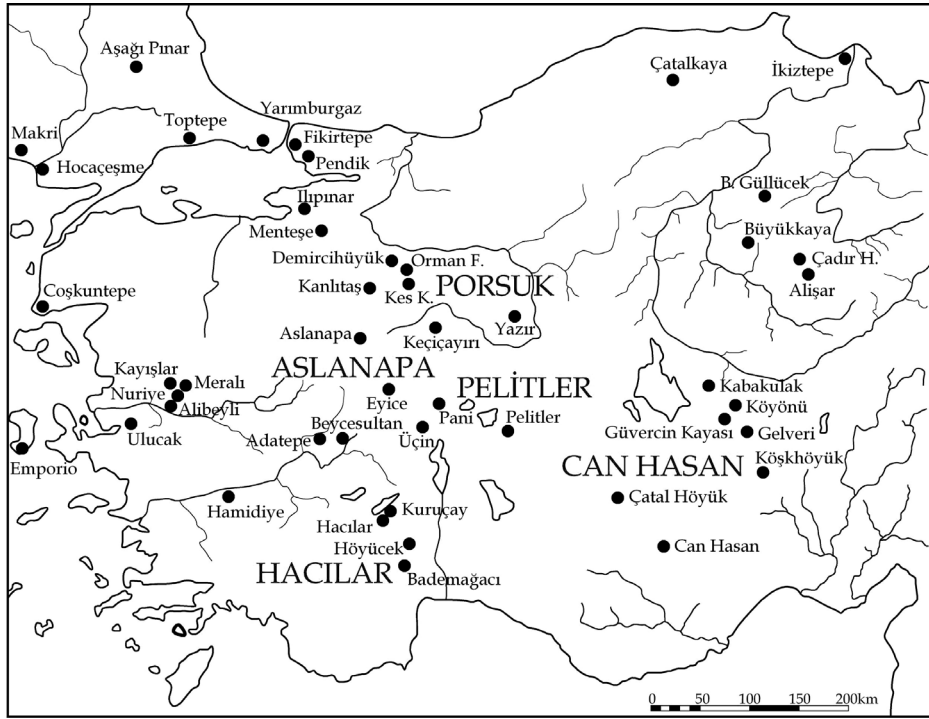 Aşağı Pınar
Çatalkaya
İkiztepe
Yarımburgaz
Toptepe
Makri
Fikirtepe
Hocaçeşme
Pendik
B. Güllücek
Ilıpınar
Menteşe
Büyükkaya
Demircihüyük
Orman F.
Çadır H.
Kanlıtaş
PORSUK
Kes K.
Alişar
Coşkuntepe
Yazır
Aslanapa
Keçiçayırı
ASLANAPA
Kayışlar
Meralı
PELİTLER
Kabakulak
Nuriye
Eyice
Alibeyli
Pani
Köyönü
Beycesultan
Pelitler
Ulucak
Adatepe
Üçin
Güvercin Kayası
Gelveri
Emporio
CAN HASAN
Köşkhöyük
Hamidiye
Çatal Höyük
Kuruçay
Hacılar
Höyücek
Can Hasan
HACILAR
Bademağacı
0 50 100 150 200km